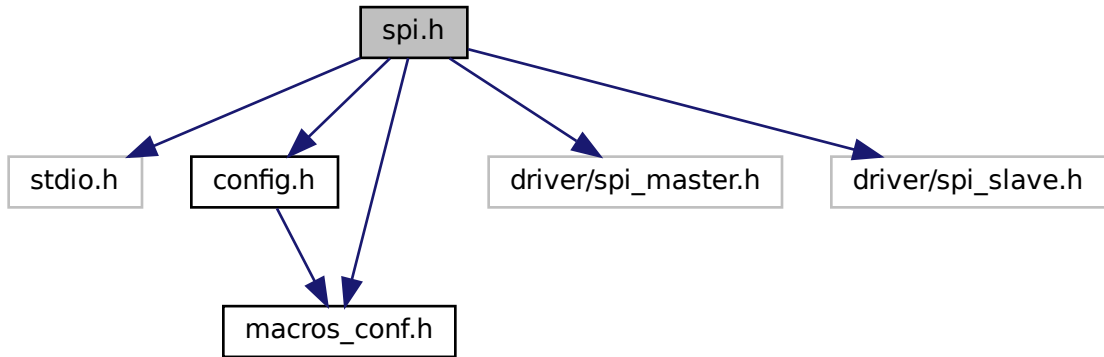 spi.h
stdio.h
config.h
driver/spi_master.h
driver/spi_slave.h
macros_conf.h